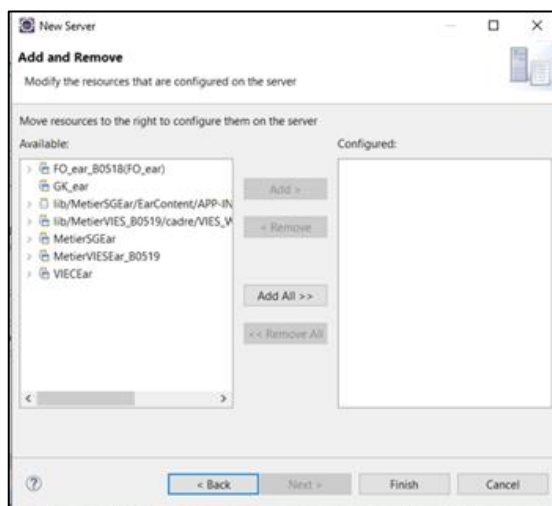 New Server
Add and Remove
Modify the resources that are configured on the server
Move resources to the right to configure them on the server
Available:
Configured:
FO_ear_B0518(FO_ear)
GK_ear
lib/MetierSGEar/EarContent/APP-IN
lib/MetierVIES_B0519/cadre/VIES_W
MetierSGEar
MetierVIESEar_B0519
VIECEar
Add >
< Remove
Add All >>
<< Remove All
< Back
Next >
Finish
Cancel